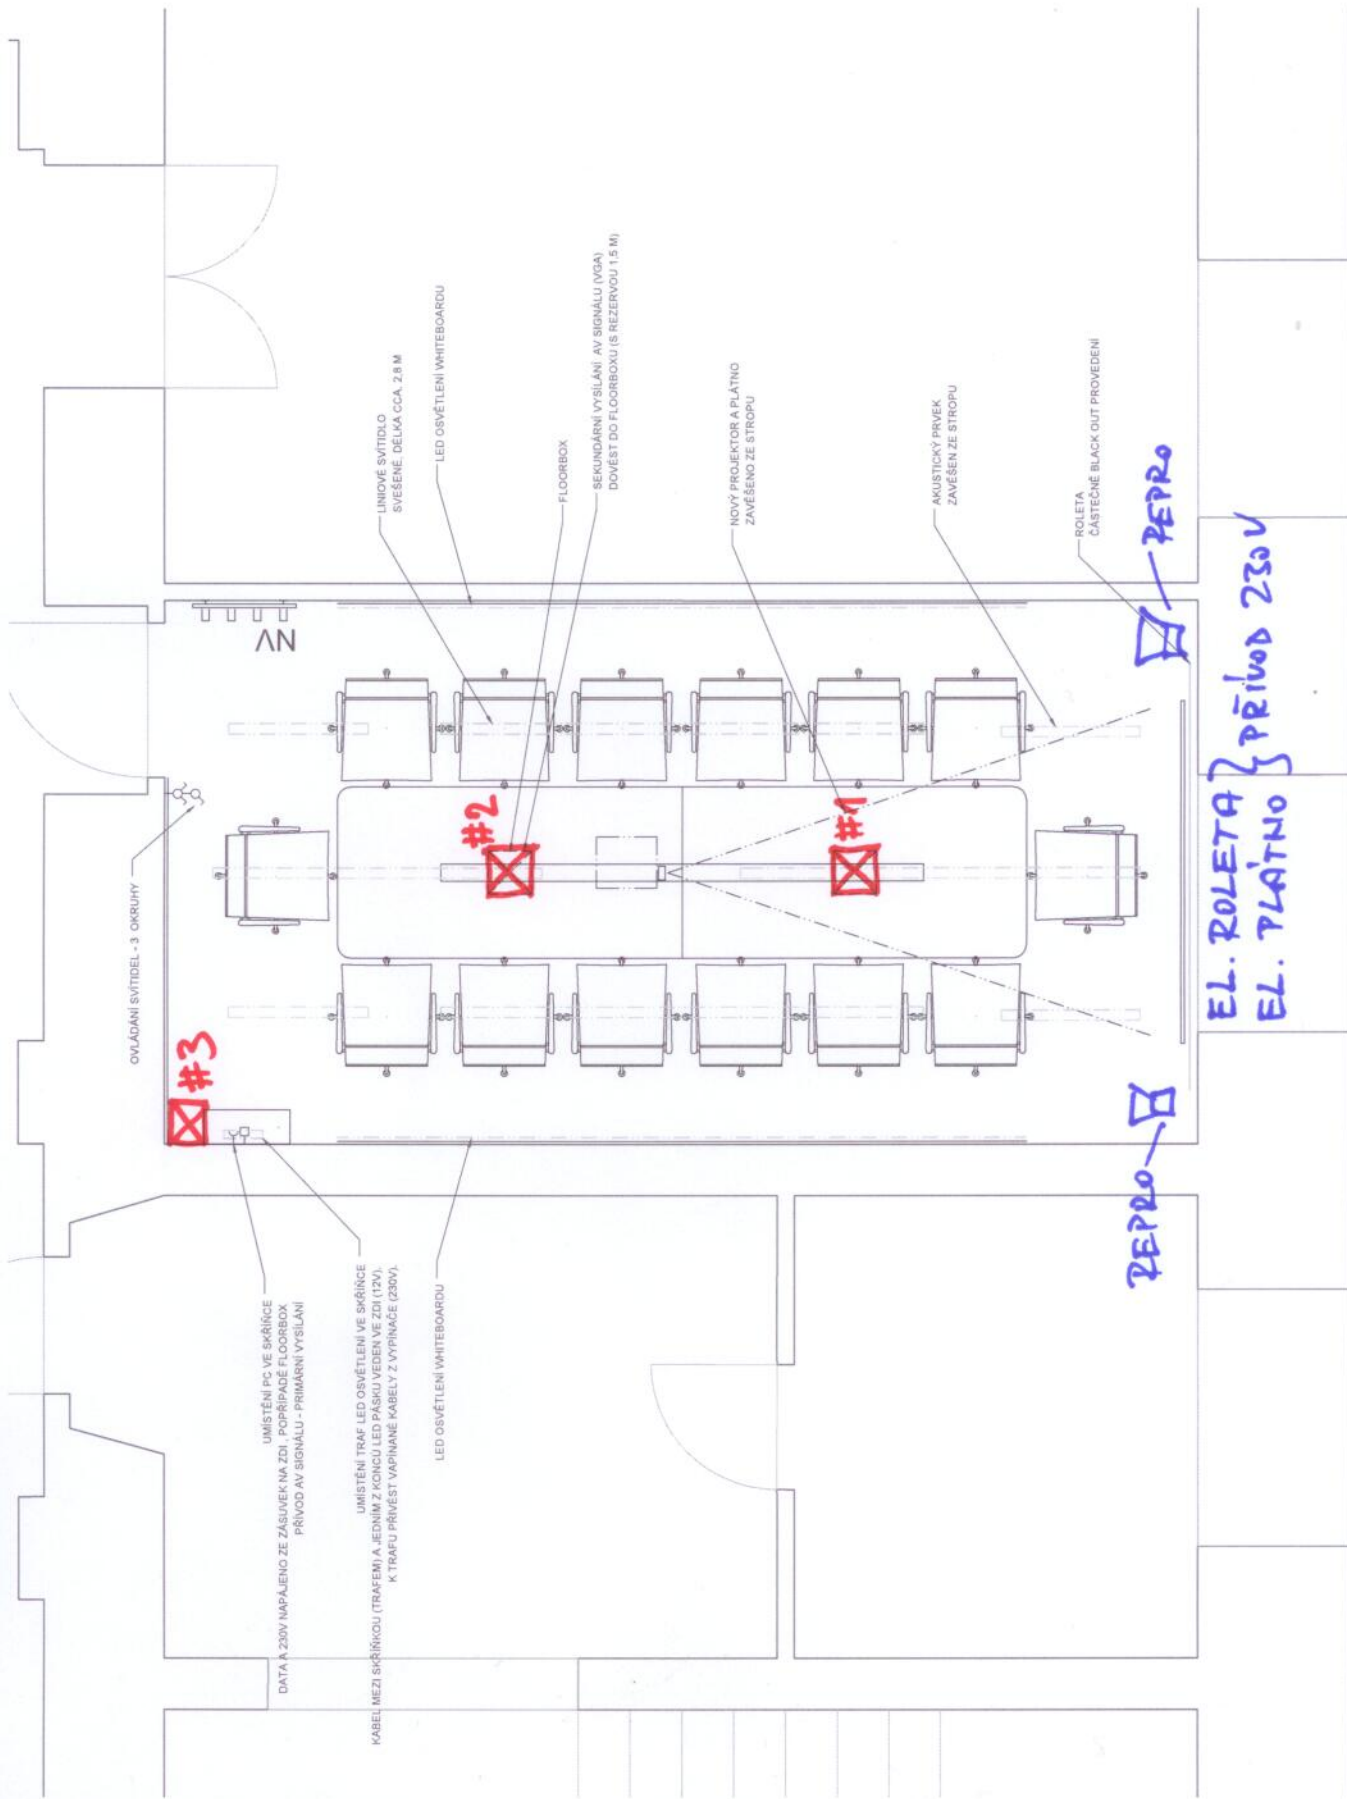 OVLÁDÁNÍ SVÍTIDEL - 3 OKRUHY
#3
UMÍSTĚNÍ PC VE SKŘÍŇCE
DATA A 230V NAPÁJENO ZE ZÁSUVEK NA ZDI, POPŘÍPADĚ FLOORBOX
PŘÍVOD AV SIGNÁLU - PRIMÁRNÍ VYSÍLÁNÍ
UMÍSTĚNÍ TRAF LED OSVĚTLENÍ VE SKŘÍŇCE
KABEL MEZI SKŘÍŇKOU (TRAFEM) A JEDNÍM Z KONCŮ LED PÁSKU VEDEN VE ZDI (12V).
K TRAFU PŘIVÉST VAPÍNANÉ KABELY Z VYPÍNAČE (230V).
LED OSVĚTLENÍ WHITEBOARDU
NV
LINIOVÉ SVÍTIDLO
SVĚŠENÉ, DÉLKA CCA. 2,8 M
LED OSVĚTLENÍ WHITEBOARDU
#2
FLOORBOX
SEKUNDÁRNÍ VYSÍLÁNÍ AV SIGNÁLU (VGA)
DOVÉST DO FLOORBOXU (S REZERVOU 1,5 M)
NOVÝ PROJEKTOR A PLÁTNO
ZAVĚŠENO ZE STROPU
#1
AKUSTICKÝ PRVEK
ZAVĚŠEN ZE STROPU
ROLETA
ČÁSTEČNĚ BLACK OUT PROVEDENÍ
REPRO
REPRO
EL. ROLETA } PŘÍVOD 230V
EL. PLÁTNO